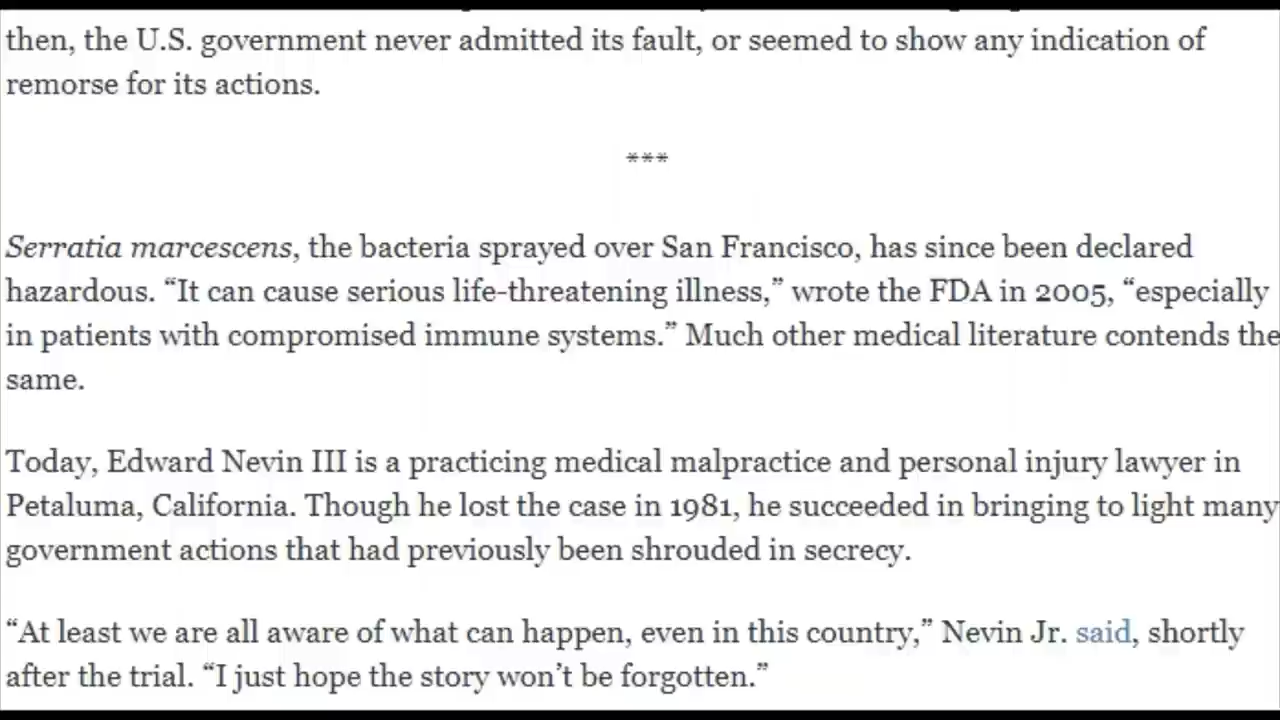 then, the U.S. government never admitted its fault, or seemed to show any indication of
remorse for its actions.
***
Serratia marcescens, the bacteria sprayed over San Francisco, has since been declared
hazardous. “It can cause serious life-threatening illness,” wrote the FDA in 2005, “especially
in patients with compromised immune systems.” Much other medical literature contends the
same.
Today, Edward Nevin III is a practicing medical malpractice and personal injury lawyer in
Petaluma, California. Though he lost the case in 1981, he succeeded in bringing to light many
government actions that had previously been shrouded in secrecy.
“At least we are all aware of what can happen, even in this country,” Nevin Jr. said, shortly
after the trial. “I just hope the story won’t be forgotten.”